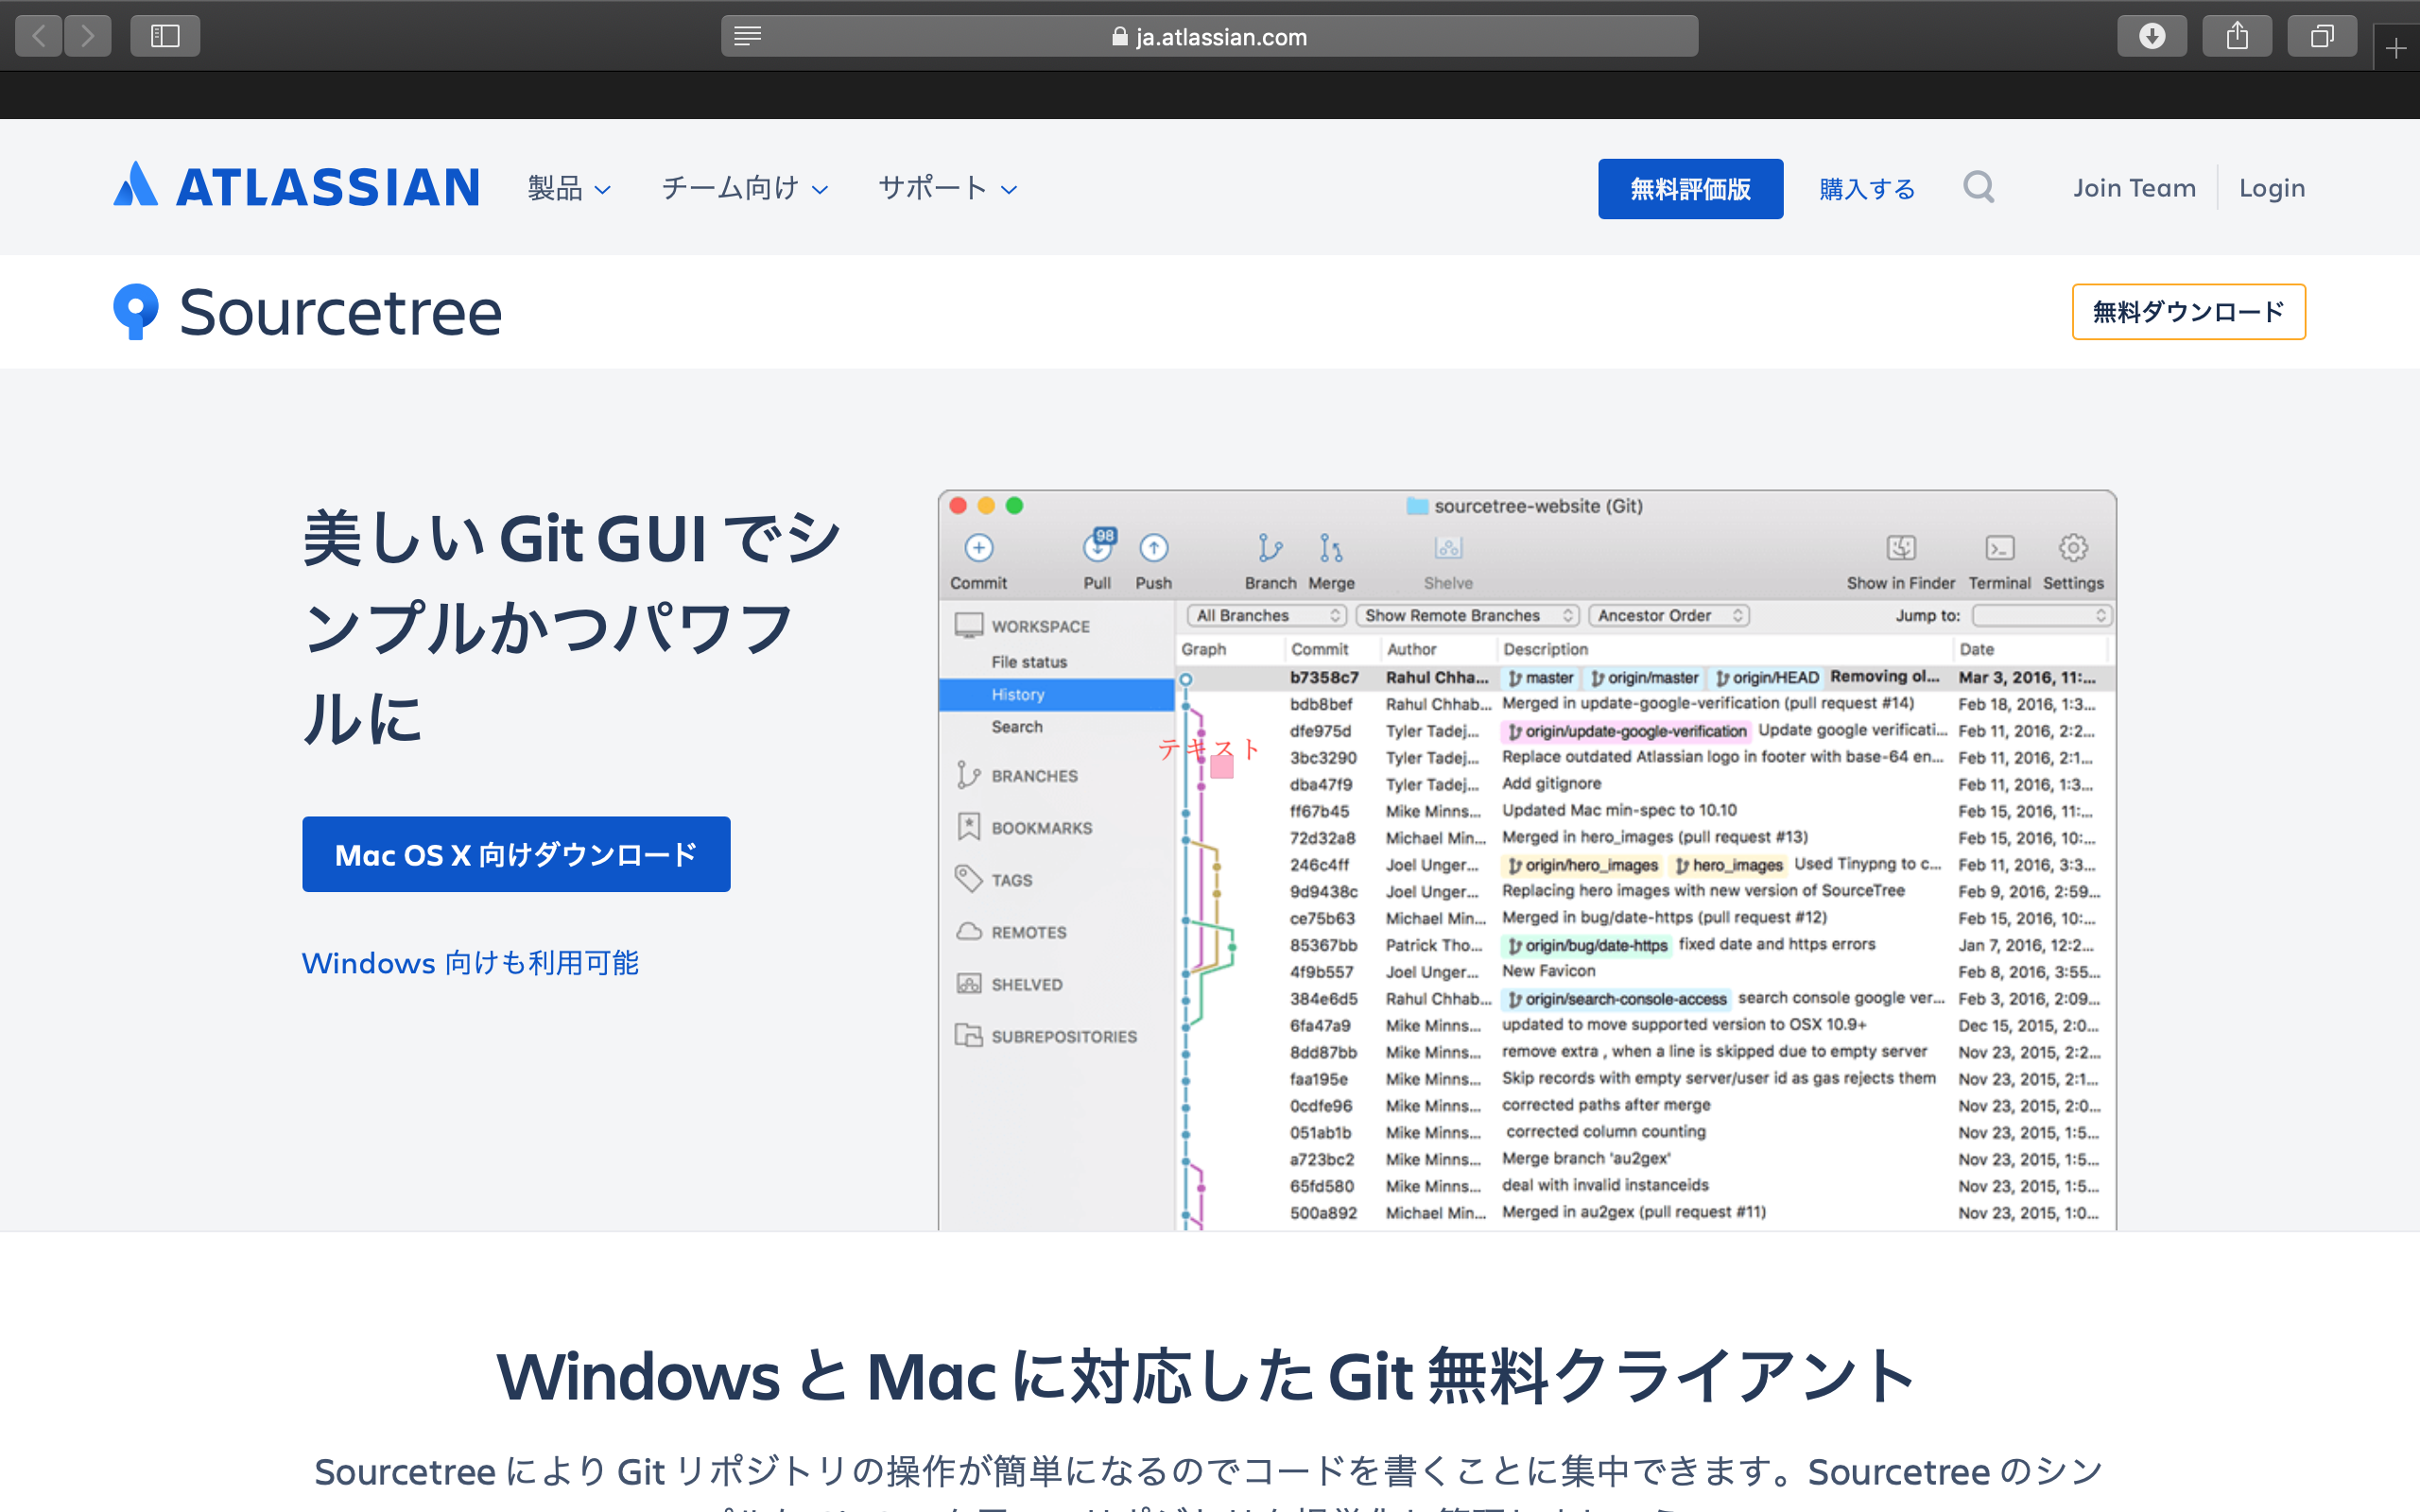 ja.atlassian.com
ATLASSIAN 製品 チーム向け サポート 無料評価版 購入する Join Team Login
Sourcetree 無料ダウンロード
美しい Git GUI でシ
ンプルかつパワフ
ルに
Mac OS X 向けダウンロード
Windows 向けも利用可能
sourcetree-website (Git)
98
Commit Pull Push Branch Merge Shelve Show in Finder Terminal Settings
WORKSPACE
File status
History
Search
BRANCHES
BOOKMARKS
TAGS
REMOTES
SHELVED
SUBREPOSITORIES
テキスト
All Branches Show Remote Branches Ancestor Order Jump to:
Graph Commit Author Description Date
b7358c7 Rahul Chha... master origin/master origin/HEAD Removing ol... Mar 3, 2016, 11:...
bdb8bef Rahul Chhab... Merged in update-google-verification (pull request #14) Feb 18, 2016, 1:3...
dfe975d Tyler Tadej... origin/update-google-verification Update google verificati... Feb 11, 2016, 2:2...
3bc3290 Tyler Tadej... Replace outdated Atlassian logo in footer with base-64 en... Feb 11, 2016, 2:1...
dba47f9 Tyler Tadej... Add gitignore Feb 11, 2016, 1:3...
ff67b45 Mike Minns... Updated Mac min-spec to 10.10 Feb 15, 2016, 11:...
72d32a8 Michael Min... Merged in hero_images (pull request #13) Feb 15, 2016, 10:...
246c4ff Joel Unger... origin/hero_images hero_images Used Tinypng to c... Feb 11, 2016, 3:3...
9d9438c Joel Unger... Replacing hero images with new version of SourceTree Feb 9, 2016, 2:59...
ce75b63 Michael Min... Merged in bug/date-https (pull request #12) Feb 15, 2016, 10:...
85367bb Patrick Tho... origin/bug/date-https fixed date and https errors Jan 7, 2016, 12:2...
4f9b557 Joel Unger... New Favicon Feb 8, 2016, 3:55...
384e6d5 Rahul Chhab... origin/search-console-access search console google ver... Feb 3, 2016, 2:09...
6fa47a9 Mike Minns... updated to move supported version to OSX 10.9+ Dec 15, 2015, 2:0...
8dd87bb Mike Minns... remove extra , when a line is skipped due to empty server Nov 23, 2015, 2:2...
faa195e Mike Minns... Skip records with empty server/user id as gas rejects them Nov 23, 2015, 2:1...
0cdfe96 Mike Minns... corrected paths after merge Nov 23, 2015, 2:0...
051ab1b Mike Minns... corrected column counting Nov 23, 2015, 1:5...
a723bc2 Mike Minns... Merge branch 'au2gex' Nov 23, 2015, 1:5...
65fd580 Mike Minns... deal with invalid instanceids Nov 23, 2015, 1:5...
500a892 Michael Min... Merged in au2gex (pull request #11) Nov 23, 2015, 1:0...
Windows と Mac に対応した Git 無料クライアント
Sourcetree により Git リポジトリの操作が簡単になるのでコードを書くことに集中できます。Sourcetree のシン